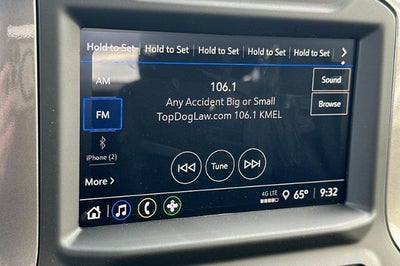 Hold to Set Hold to Set Hold to Set Hold to Set Hold to Set
AM
106.1
Sound
Any Accident Big or Small
Browse
FM
TopDogLaw.com 106.1 KMEL
iPhone (2)
Tune
More
4G LTE
65° 9:32